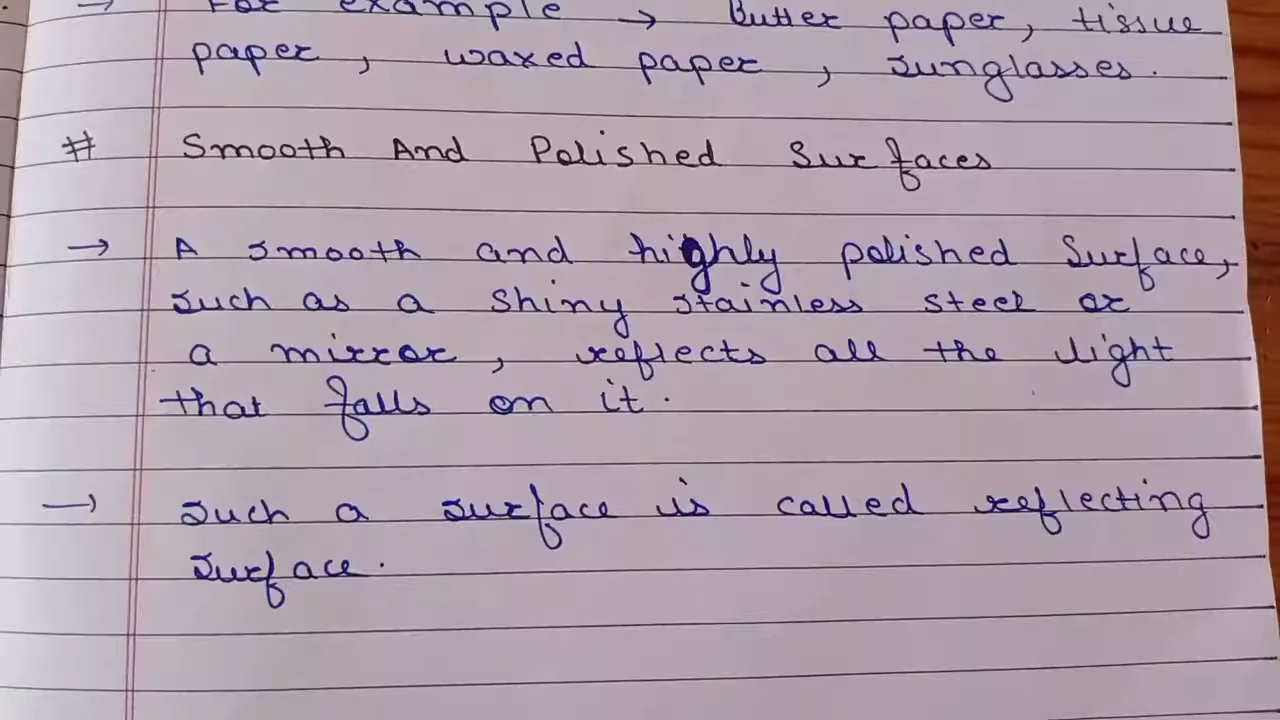 → For example → Butter paper, tissue
paper, waxed paper, sunglasses.
# Smooth And Polished Surfaces
→ A smooth and highly polished Surface,
such as a shiny stainless steel or
a mirror, reflects all the light
that falls on it.
→ such a surface is called reflecting
surface.